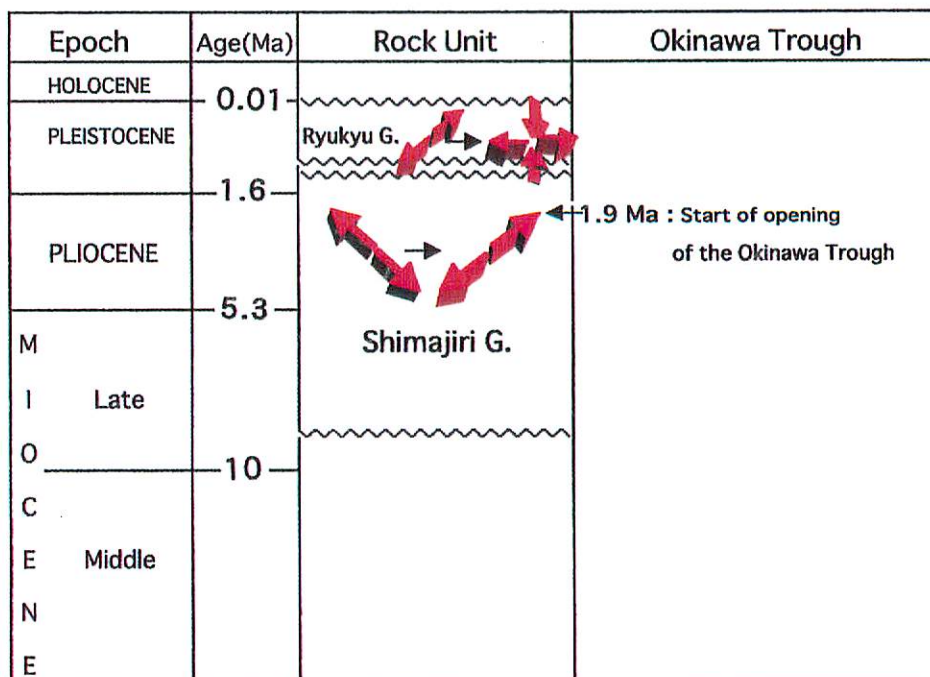 Epoch Age(Ma) Rock Unit Okinawa Trough
HOLOCENE
0.01
PLEISTOCENE Ryukyu G.
1.6
1.9 Ma : Start of opening
of the Okinawa Trough
PLIOCENE
5.3
Shimajiri G.
M
I Late
O
10
C
E Middle
N
E